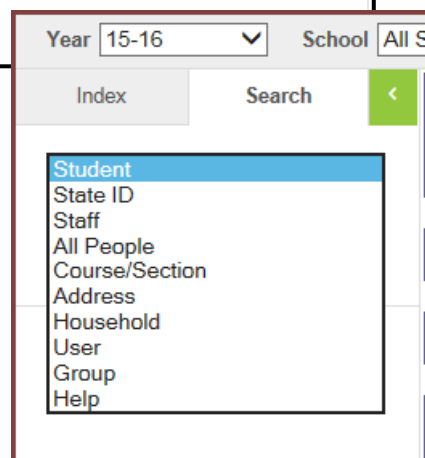 Year 15-16 School All S
Index Search <
Student
State ID
Staff
All People
Course/Section
Address
Household
User
Group
Help